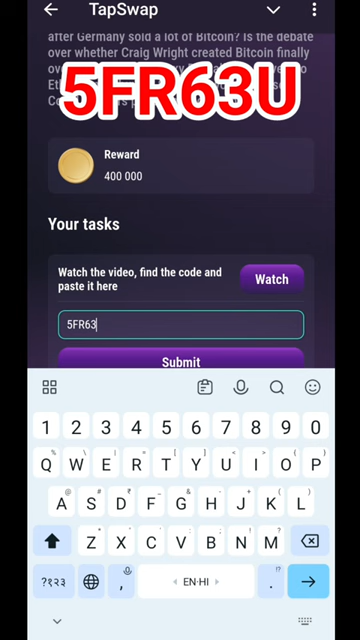 TapSwap
after Germany sold a lot of Bitcoin? Is the debate
over whether Craig Wright created Bitcoin finally
5FR63U
Reward
400 000
Your tasks
Watch the video, find the code and
paste it here
Watch
5FR63
Submit
1 2 3 4 5 6 7 8 9 0
Q W E R T Y U I O P
% \ | = [ ] < > { }
A S D F G H J K L
@ # ₹ _ & - + ( )
Z X C V B N M
* " ' : ; ! ?
?१२३
,
EN·HI
.
!?